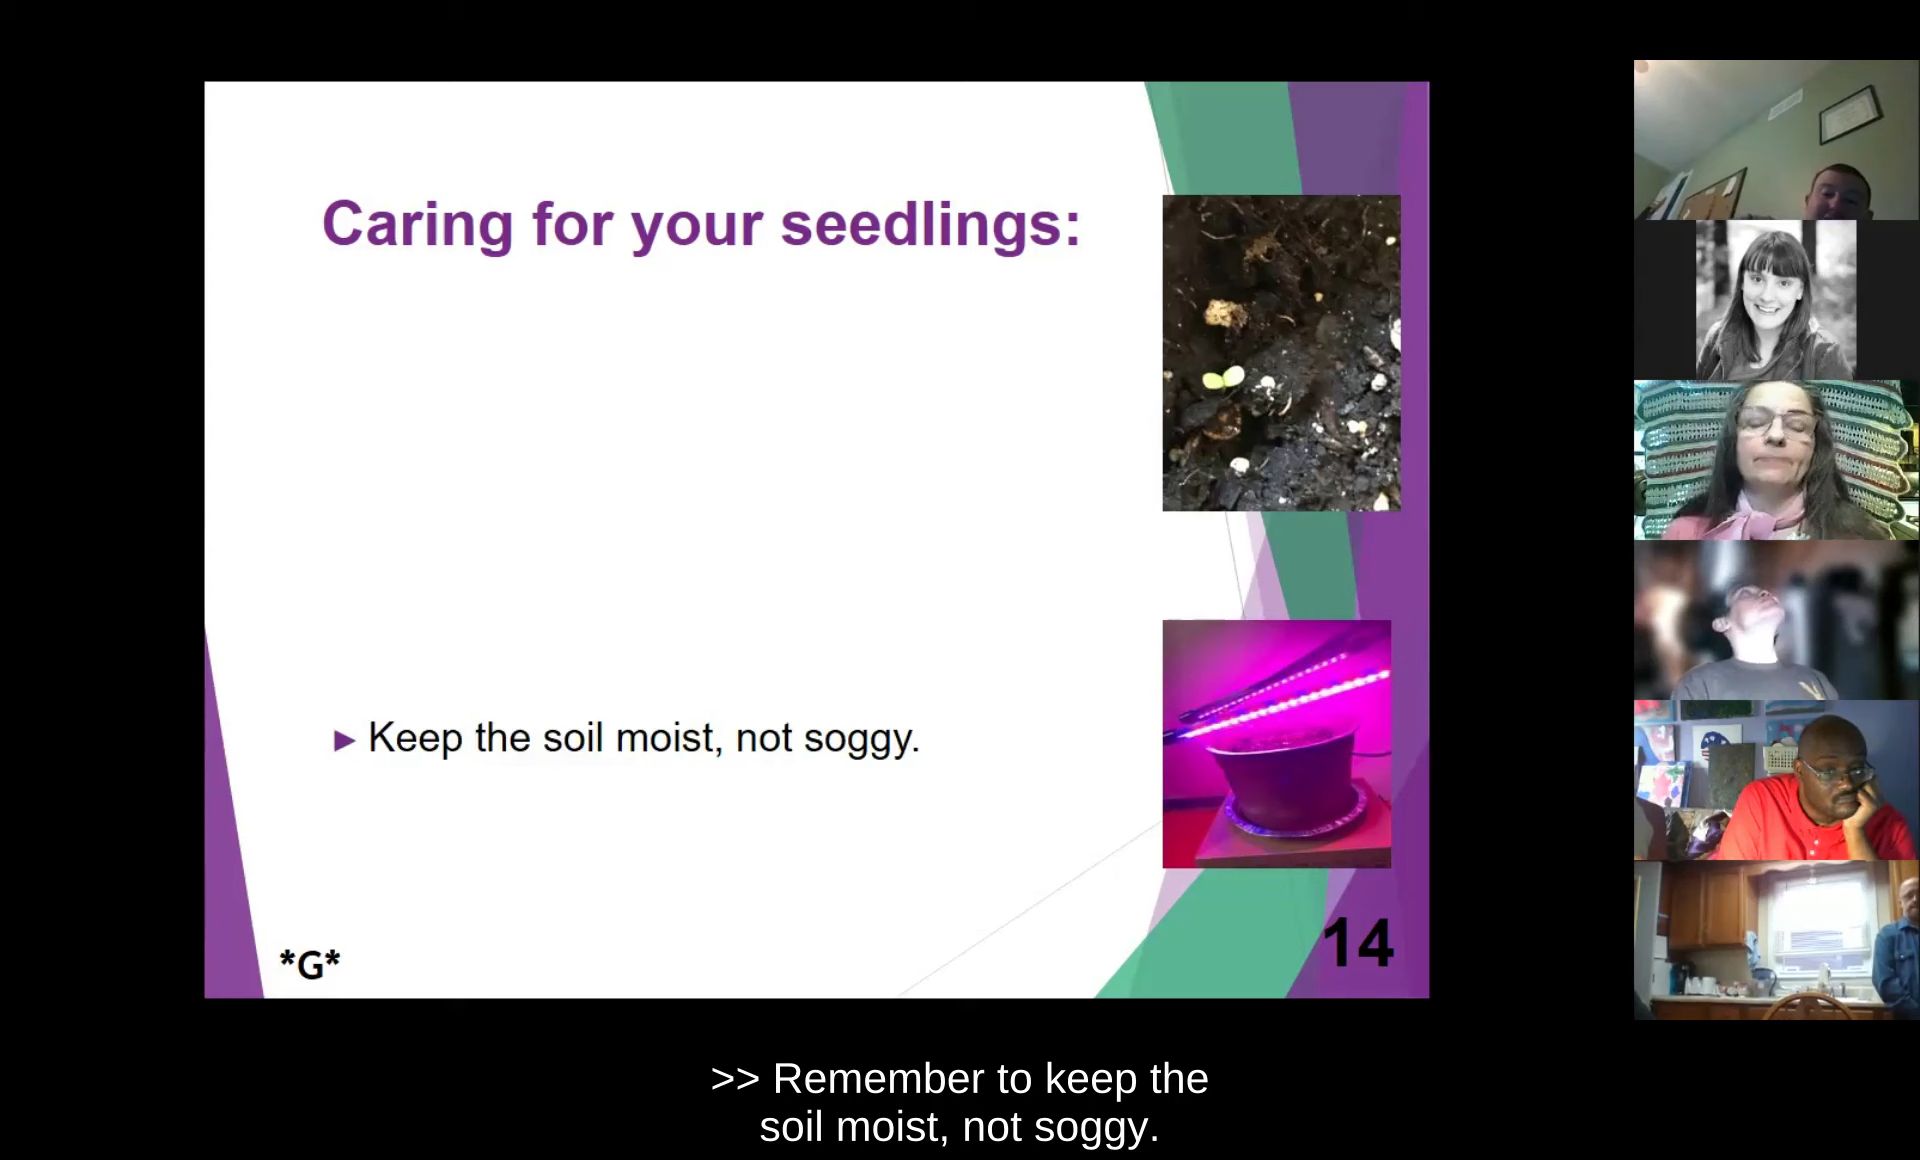 Caring for your seedlings:
Keep the soil moist, not soggy.
*G*
14
>> Remember to keep the
soil moist, not soggy.